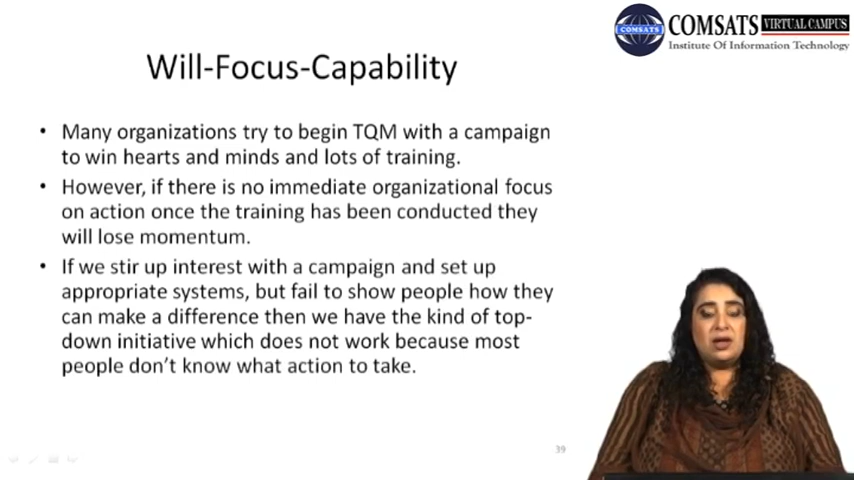 COMSATS VIRTUAL CAMPUS
COMSATS
Institute Of Information Technology
Will-Focus-Capability
• Many organizations try to begin TQM with a campaign
to win hearts and minds and lots of training.
• However, if there is no immediate organizational focus
on action once the training has been conducted they
will lose momentum.
• If we stir up interest with a campaign and set up
appropriate systems, but fail to show people how they
can make a difference then we have the kind of top-
down initiative which does not work because most
people don't know what action to take.
39